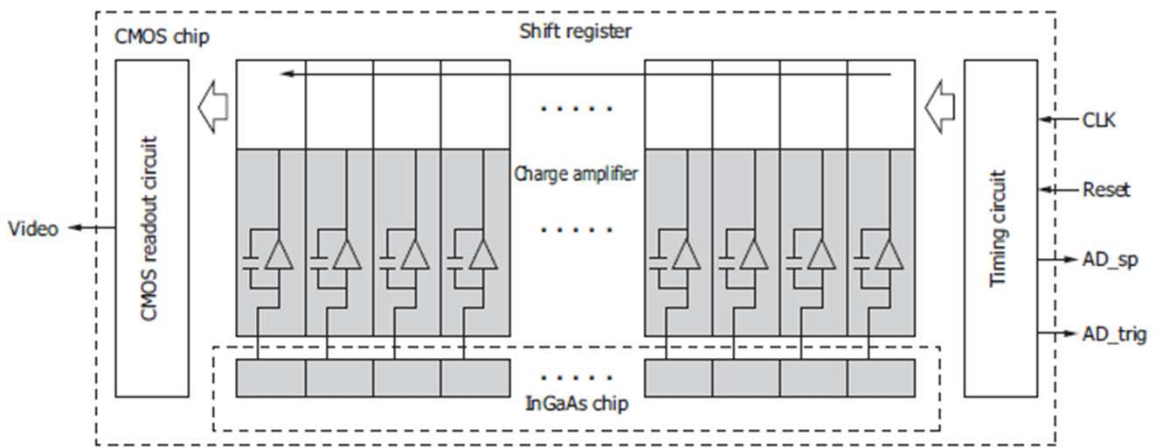 CMOS chip
Shift register
CLK
Charge amplifier
Reset
CMOS readout circuit
Timing circuit
Video
AD_sp
AD_trig
InGaAs chip